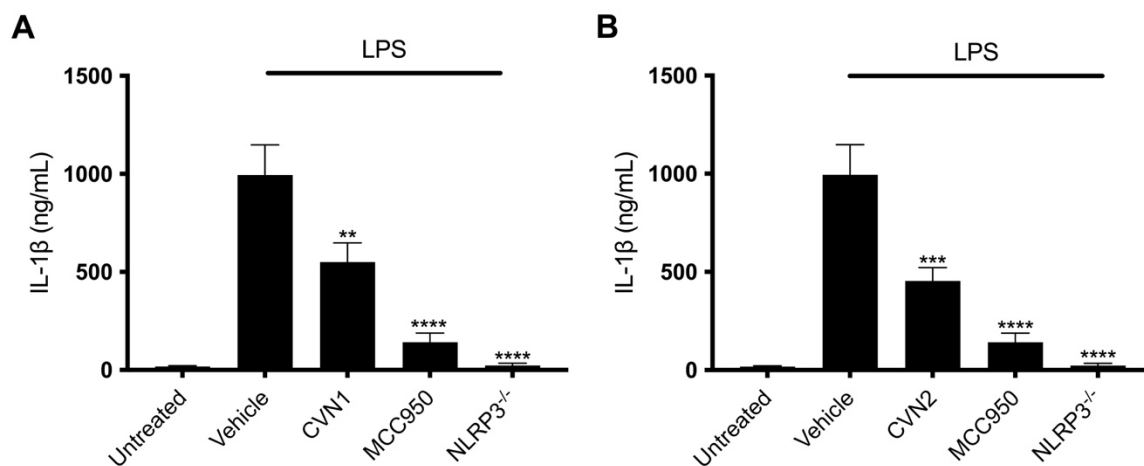 A
LPS
1500
1000
500
0
IL-1β (ng/mL)
**
****
****
Untreated
Vehicle
CVN1
MCC950
NLRP3-/-
B
LPS
1500
1000
500
0
IL-1β (ng/mL)
***
****
****
Untreated
Vehicle
CVN2
MCC950
NLRP3-/-